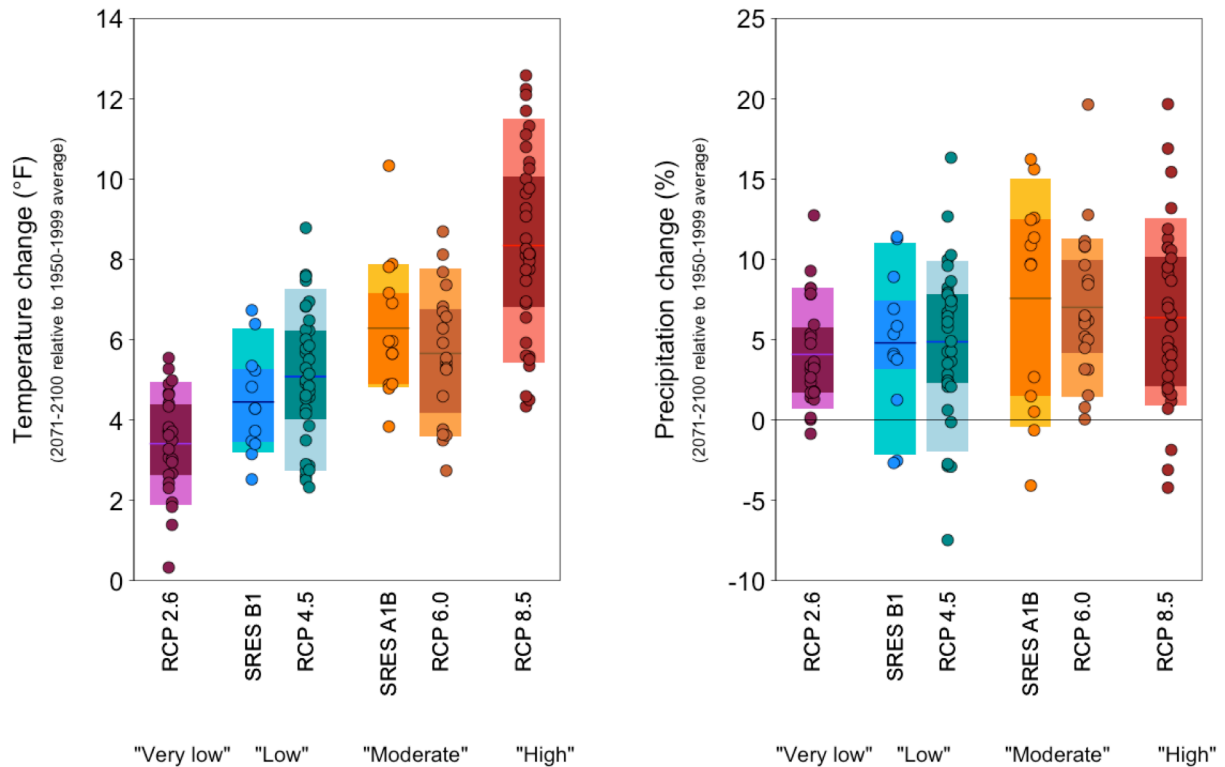 Temperature change (°F)
(2071-2100 relative to 1950-1999 average)
14
12
10
8
6
4
2
0
RCP 2.6
SRES B1
RCP 4.5
SRES A1B
RCP 6.0
RCP 8.5
"Very low" "Low" "Moderate" "High"
Precipitation change (%)
(2071-2100 relative to 1950-1999 average)
25
20
15
10
5
0
-5
-10
RCP 2.6
SRES B1
RCP 4.5
SRES A1B
RCP 6.0
RCP 8.5
"Very low" "Low" "Moderate" "High"